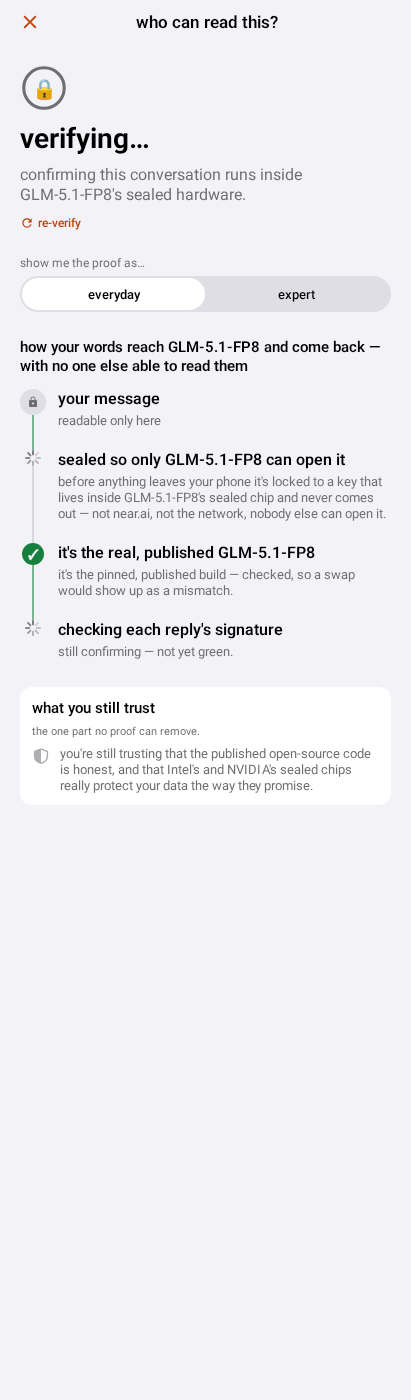 who can read this?
verifying…
confirming this conversation runs inside
GLM-5.1-FP8's sealed hardware.
re-verify
show me the proof as…
everyday
expert
how your words reach GLM-5.1-FP8 and come back —
with no one else able to read them
your message
readable only here
sealed so only GLM-5.1-FP8 can open it
before anything leaves your phone it's locked to a key that
lives inside GLM-5.1-FP8's sealed chip and never comes
out — not near.ai, not the network, nobody else can open it.
it's the real, published GLM-5.1-FP8
it's the pinned, published build — checked, so a swap
would show up as a mismatch.
checking each reply's signature
still confirming — not yet green.
what you still trust
the one part no proof can remove.
you're still trusting that the published open-source code
is honest, and that Intel's and NVIDIA's sealed chips
really protect your data the way they promise.